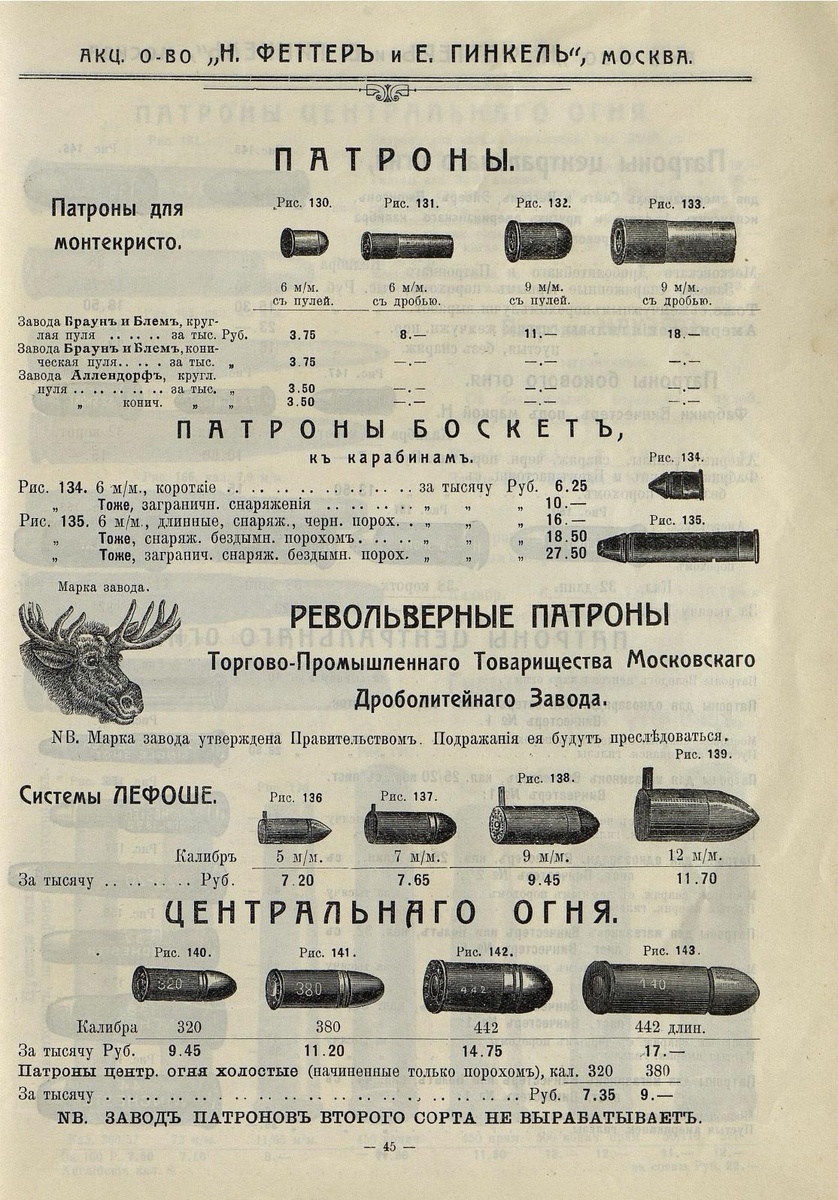 АКЦ. О-ВО „Н. ФЕТТЕРЪ и Е. ГИНКЕЛЬ“, МОСКВА.
ПАТРОНЫ.
Патроны для
монтекристо.
Рис. 130. Рис. 131. Рис. 132. Рис. 133.
6 м/м. 6 м/м. 9 м/м. 9 м/м.
съ пулей. съ дробью. съ пулей. съ дробью.
Завода Браунъ и Блемъ, круг-
лая пуля . . . . . . за тыс. Руб. 3.75 8.— 11.— 18.—
Завода Браунъ и Блемъ, кони-
ческая пуля. . . . . за тыс. „ 3.75 —.— —.— —.—
Завода Аллендорфъ, кругл.
пуля . . . . . . . . . за тыс. „ 3.50 —.— —.— —.—
„ конич. „ „ 3.50 —.— —.— —.—
ПАТРОНЫ БОСКЕТЪ,
къ карабинамъ.
Рис. 134.
Рис. 134. 6 м/м., короткіе . . . . . . . . . . . . . . . . . за тысячу Руб. 6.25
„ Тоже, заграничн. снаряженія . . . . . . . . . „ „ „ 10.—
Рис. 135. 6 м/м., длинные, снаряж., черн. порох. . „ „ „ 16.—
Рис. 135.
„ Тоже, снаряж. бездымн. порохомъ. . . . . . „ „ „ 18.50
„ Тоже, загранич. снаряж. бездымн. порох. „ „ „ 27.50
Марка завода.
РЕВОЛЬВЕРНЫЕ ПАТРОНЫ
Торгово-Промышленнаго Товарищества Московскаго
Дроболитейнаго Завода.
NB. Марка завода утверждена Правительствомъ. Подражанія ея будутъ преслѣдоваться.
Системы ЛЕФОШЕ.
Рис. 136 Рис. 137. Рис. 138. Рис. 139.
Калибръ 5 м/м. 7 м/м. 9 м/м. 12 м/м.
За тысячу . . . . . . . . Руб. 7.20 7.65 9.45 11.70
ЦЕНТРАЛЬНАГО ОГНЯ.
Рис. 140. Рис. 141. Рис. 142. Рис. 143.
320 380 442 440
Калибра 320 380 442 442 длин.
За тысячу Руб. 9.45 11.20 14.75 17.—
Патроны центр. огня холостые (начиненные только порохомъ), кал. 320 380
За тысячу . . . . . . . . . . . . . . . . . . . . . . . . . . . . . . . . . . . Руб. 7.35 9.—
NB. ЗАВОДЪ ПАТРОНОВЪ ВТОРОГО СОРТА НЕ ВЫРАБАТЫВАЕТЪ.
— 45 —